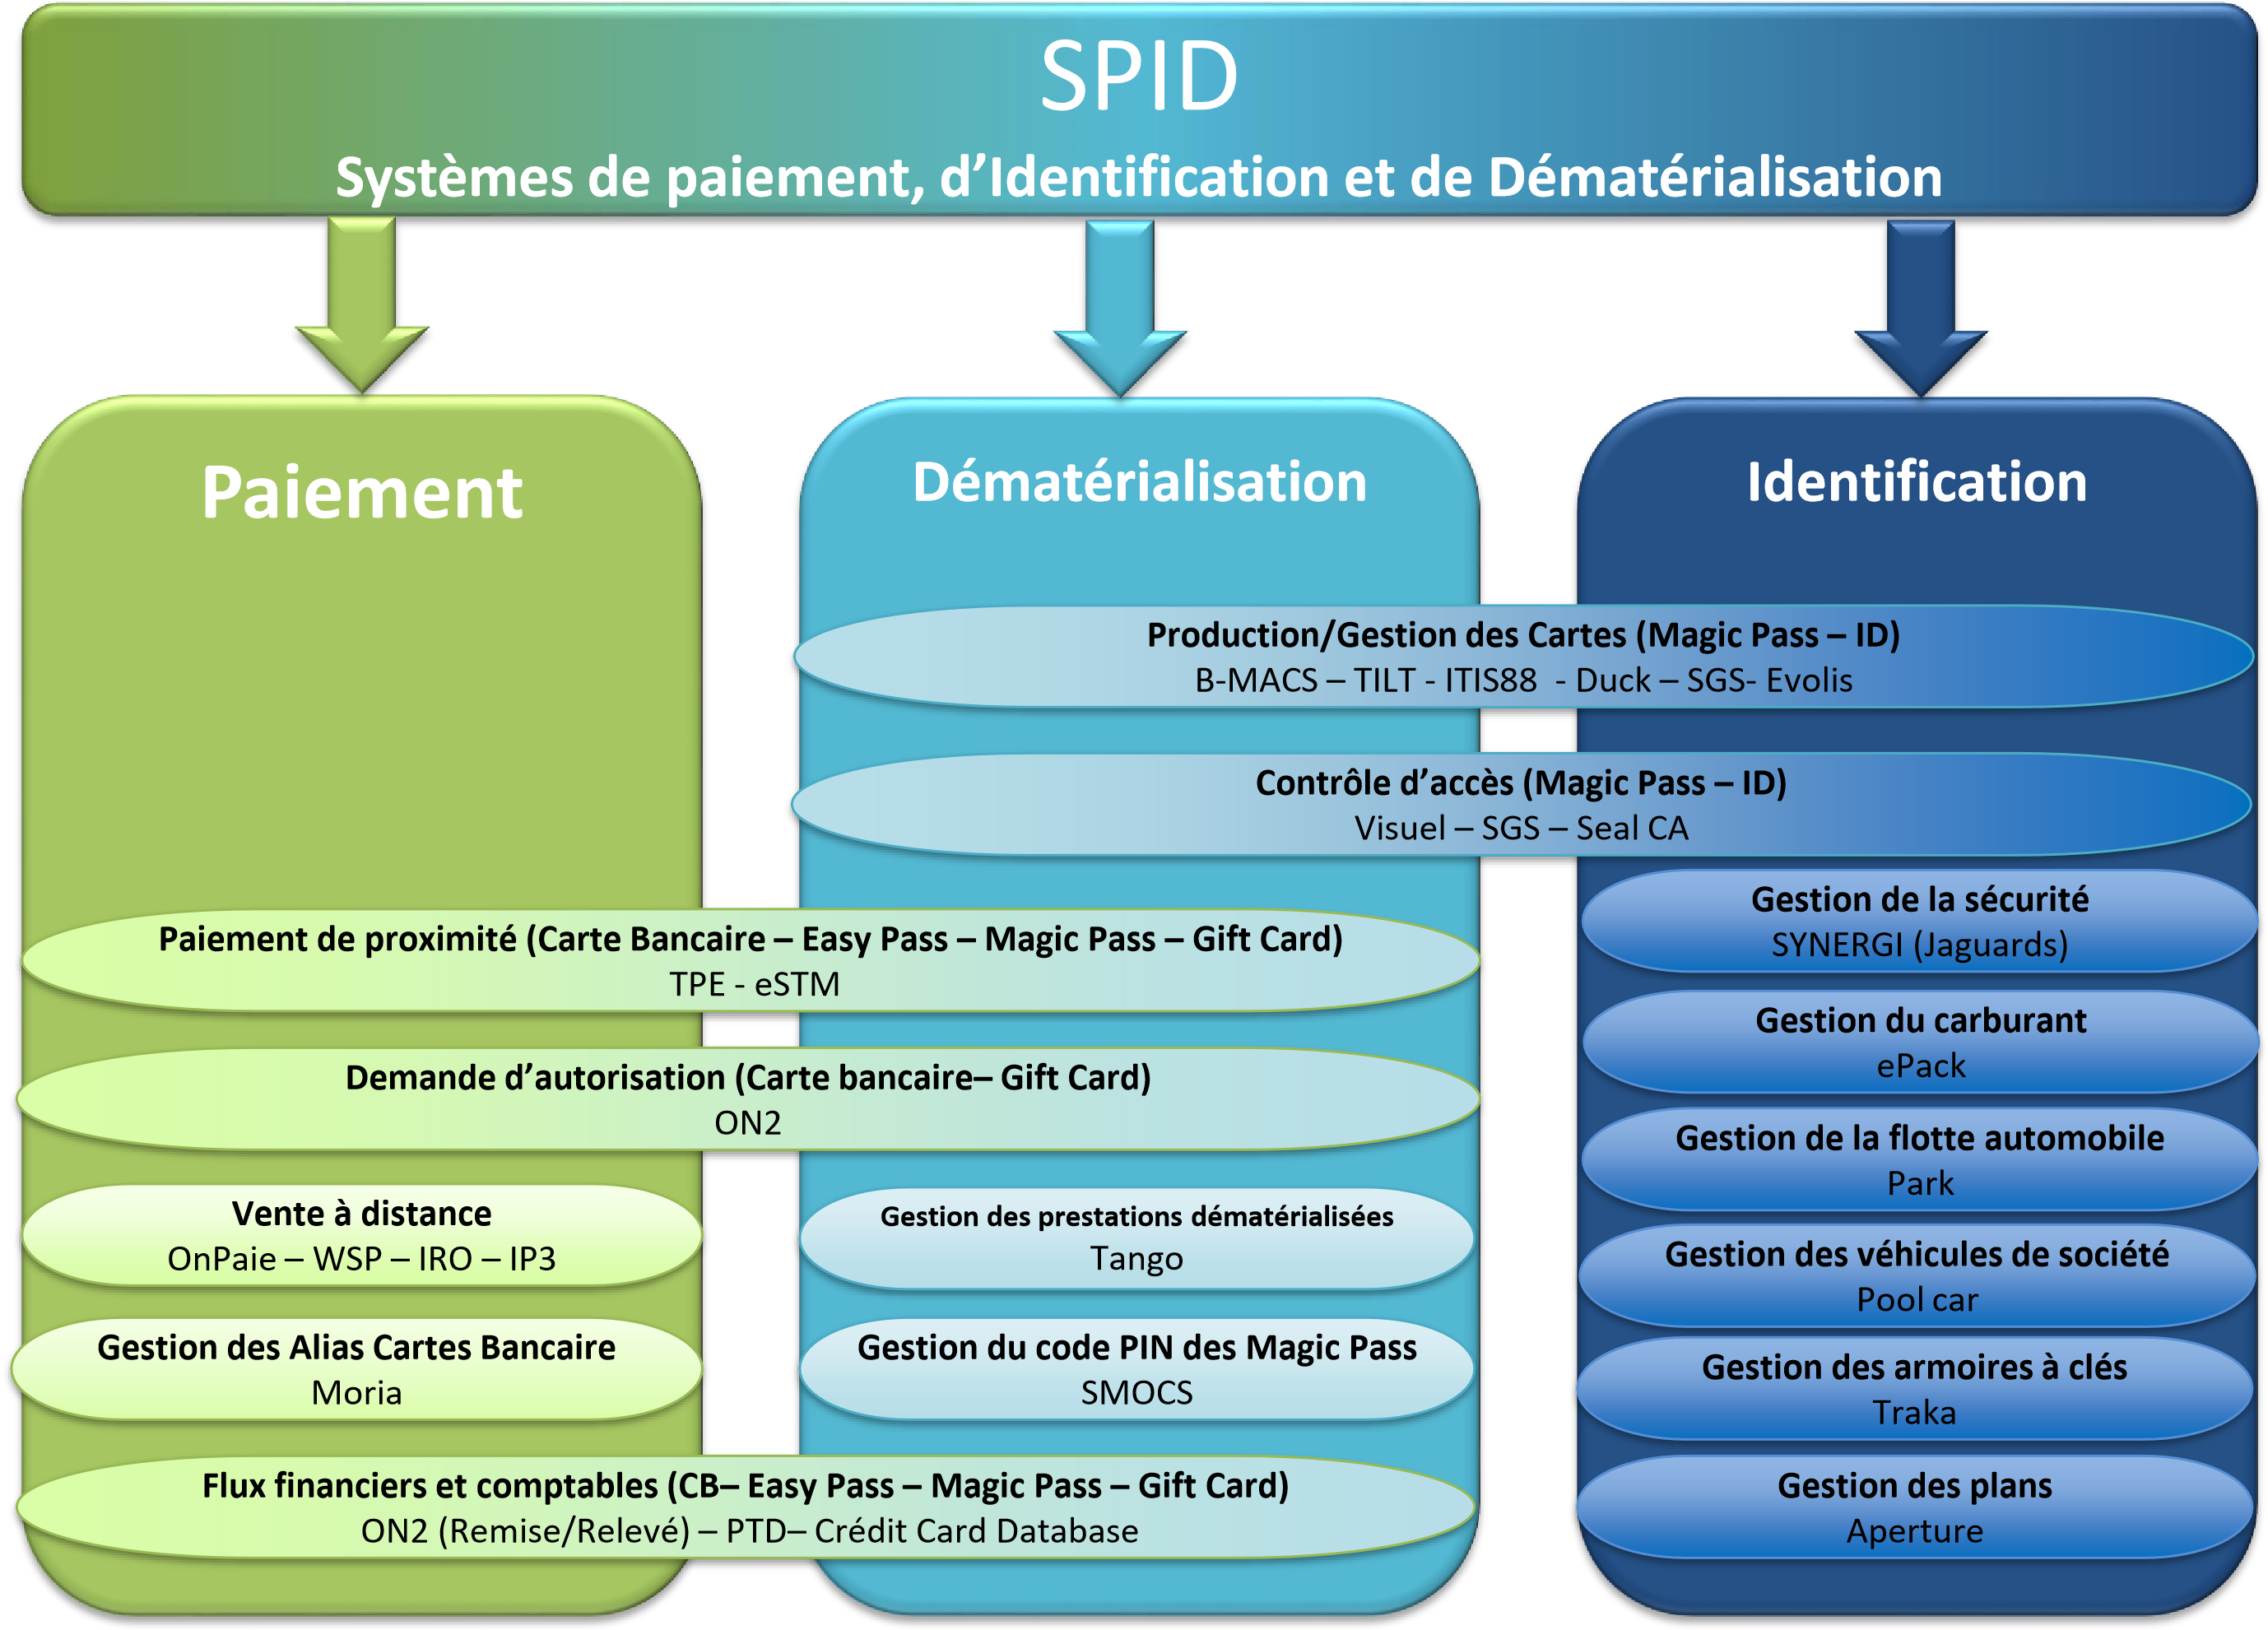 SPID
Systèmes de paiement, d’Identification et de Dématérialisation
Paiement
Dématérialisation
Identification
Production/Gestion des Cartes (Magic Pass – ID)
B-MACS – TILT - ITIS88 - Duck – SGS- Evolis
Contrôle d’accès (Magic Pass – ID)
Visuel – SGS – Seal CA
Gestion de la sécurité
SYNERGI (Jaguards)
Paiement de proximité (Carte Bancaire – Easy Pass – Magic Pass – Gift Card)
TPE - eSTM
Gestion du carburant
ePack
Demande d’autorisation (Carte bancaire– Gift Card)
ON2
Gestion de la flotte automobile
Park
Vente à distance
OnPaie – WSP – IRO – IP3
Gestion des prestations dématérialisées
Tango
Gestion des véhicules de société
Pool car
Gestion des Alias Cartes Bancaire
Moria
Gestion du code PIN des Magic Pass
SMOCS
Gestion des armoires à clés
Traka
Flux financiers et comptables (CB– Easy Pass – Magic Pass – Gift Card)
ON2 (Remise/Relevé) – PTD– Crédit Card Database
Gestion des plans
Aperture